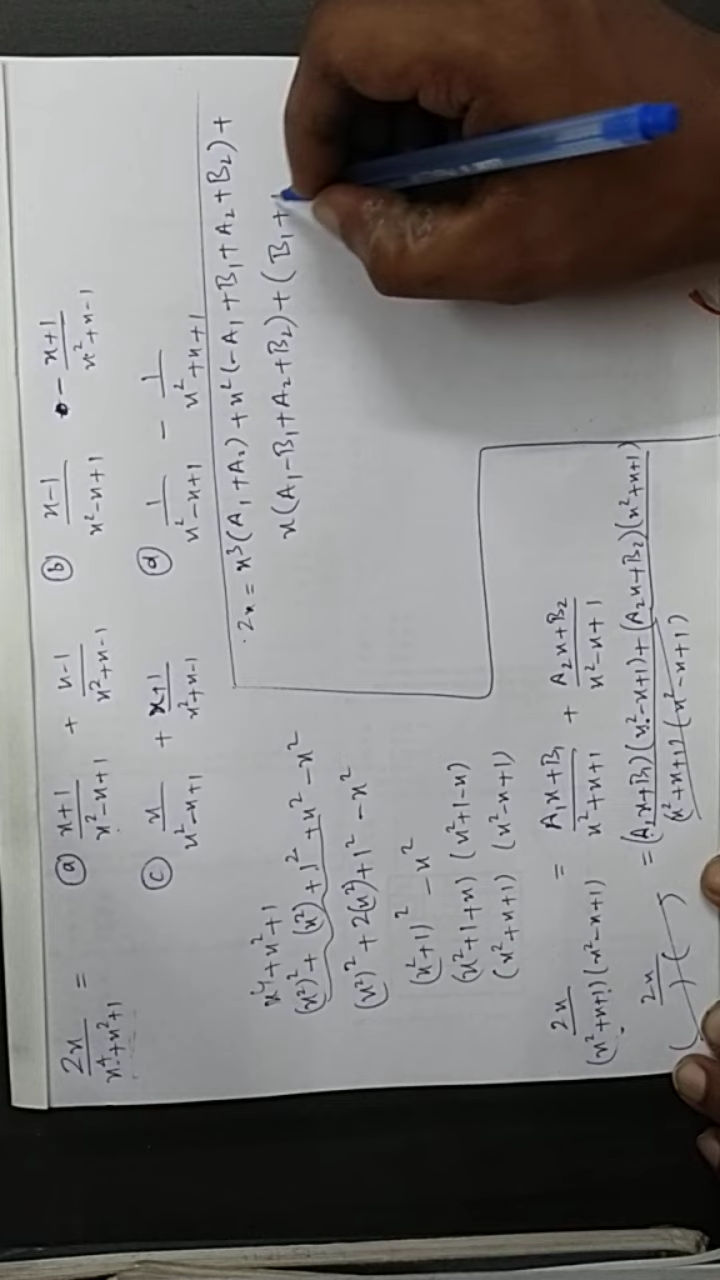 2x/(x⁴+x²+1) =
ⓐ (x+1)/(x²-x+1) + (x-1)/(x²+x-1)
ⓑ (x-1)/(x²-x+1) - (x+1)/(x²+x-1)
ⓒ x/(x²-x+1) + (x+1)/(x²+x-1)
ⓓ 1/(x²-x+1) - 1/(x²+x+1)
x⁴+x²+1
(x²)²+(x²)+1²+x²-x²
(x²)²+2(x²)+1²-x²
(x²+1)²-x²
(x²+1+x)(x²+1-x)
(x²+x+1)(x²-x+1)
2x/((x²+x+1)(x²-x+1)) = (A₁x+B₁)/(x²+x+1) + (A₂x+B₂)/(x²-x+1)
2x/( )( ) = ((A₁x+B₁)(x²-x+1)+(A₂x+B₂)(x²+x+1))/((x²+x+1)(x²-x+1))
2x = x³(A₁+A₂)+x²(-A₁+B₁+A₂+B₂)+
x(A₁-B₁+A₂+B₂)+(B₁+